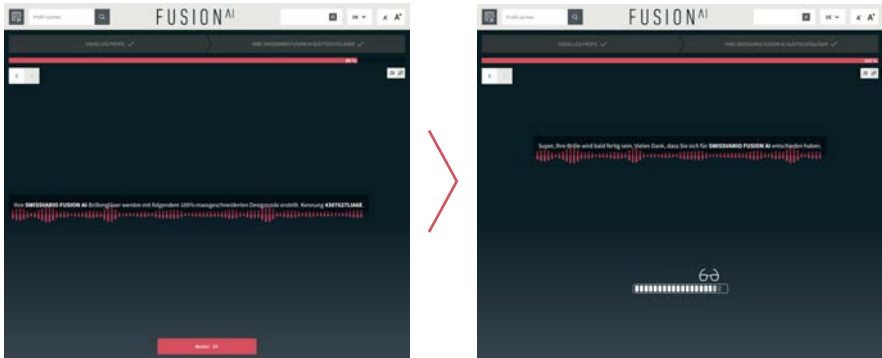 Profil suchen
FUSION AI
DE
A A+
VISUELLES PROFIL
IHRE SWISSVARIO FUSION AI GLEITSICHTGLÄSER
Ihre SWISSVARIO FUSION AI-Brillengläser werden mit folgendem 100% massgeschneiderten Designcode erstellt. Kennung
Weiter
Profil suchen
FUSION AI
DE
A A+
VISUELLES PROFIL
IHRE SWISSVARIO FUSION AI GLEITSICHTGLÄSER
100 %
Super, Ihre Brille wird bald fertig sein. Vielen Dank, dass Sie sich für SWISSVARIO FUSION AI entschieden haben.